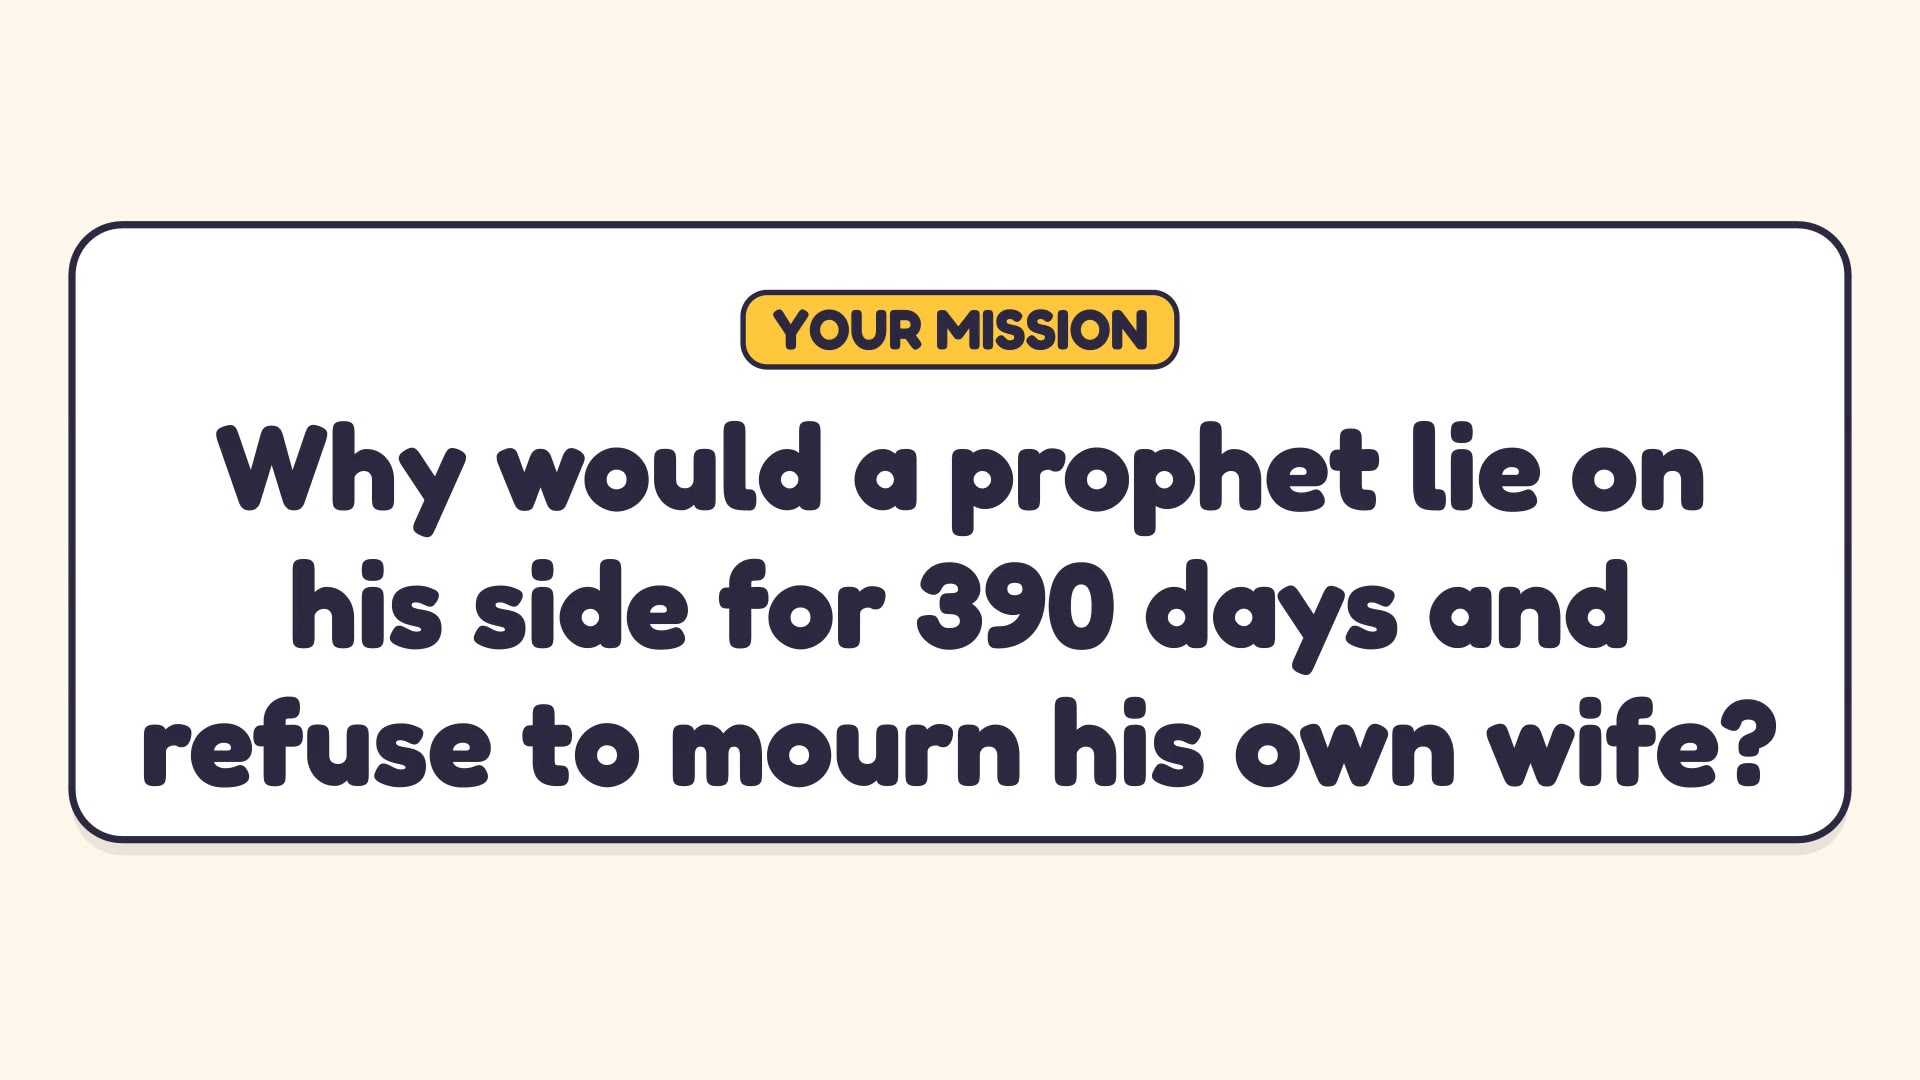 YOUR MISSION
Why would a prophet lie on
his side for 390 days and
refuse to mourn his own wife?